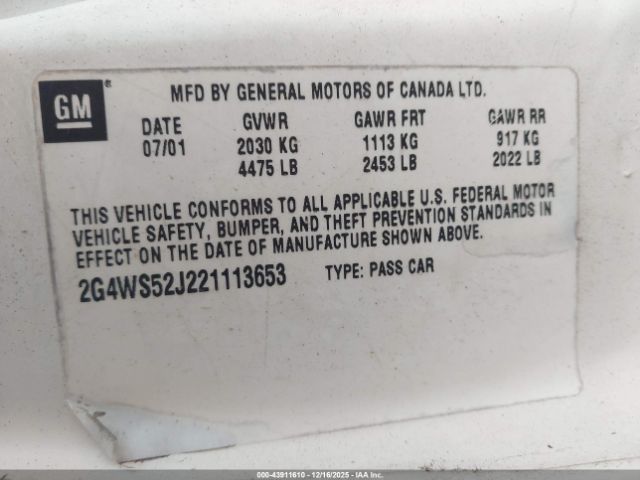 GM
MFD BY GENERAL MOTORS OF CANADA LTD.
DATE GVWR GAWR FRT GAWR RR
07/01 2030 KG 1113 KG 917 KG
4475 LB 2453 LB 2022 LB
THIS VEHICLE CONFORMS TO ALL APPLICABLE U.S. FEDERAL MOTOR
VEHICLE SAFETY, BUMPER, AND THEFT PREVENTION STANDARDS IN
EFFECT ON THE DATE OF MANUFACTURE SHOWN ABOVE.
2G4WS52J221113653 TYPE: PASS CAR
000-43911610 - 12/16/2025 - IAAI.COM